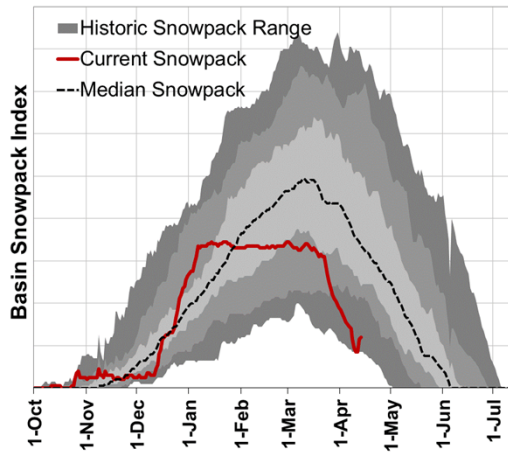 Historic Snowpack Range
Current Snowpack
Median Snowpack
Basin Snowpack Index
1-Oct
1-Nov
1-Dec
1-Jan
1-Feb
1-Mar
1-Apr
1-May
1-Jun
1-Jul